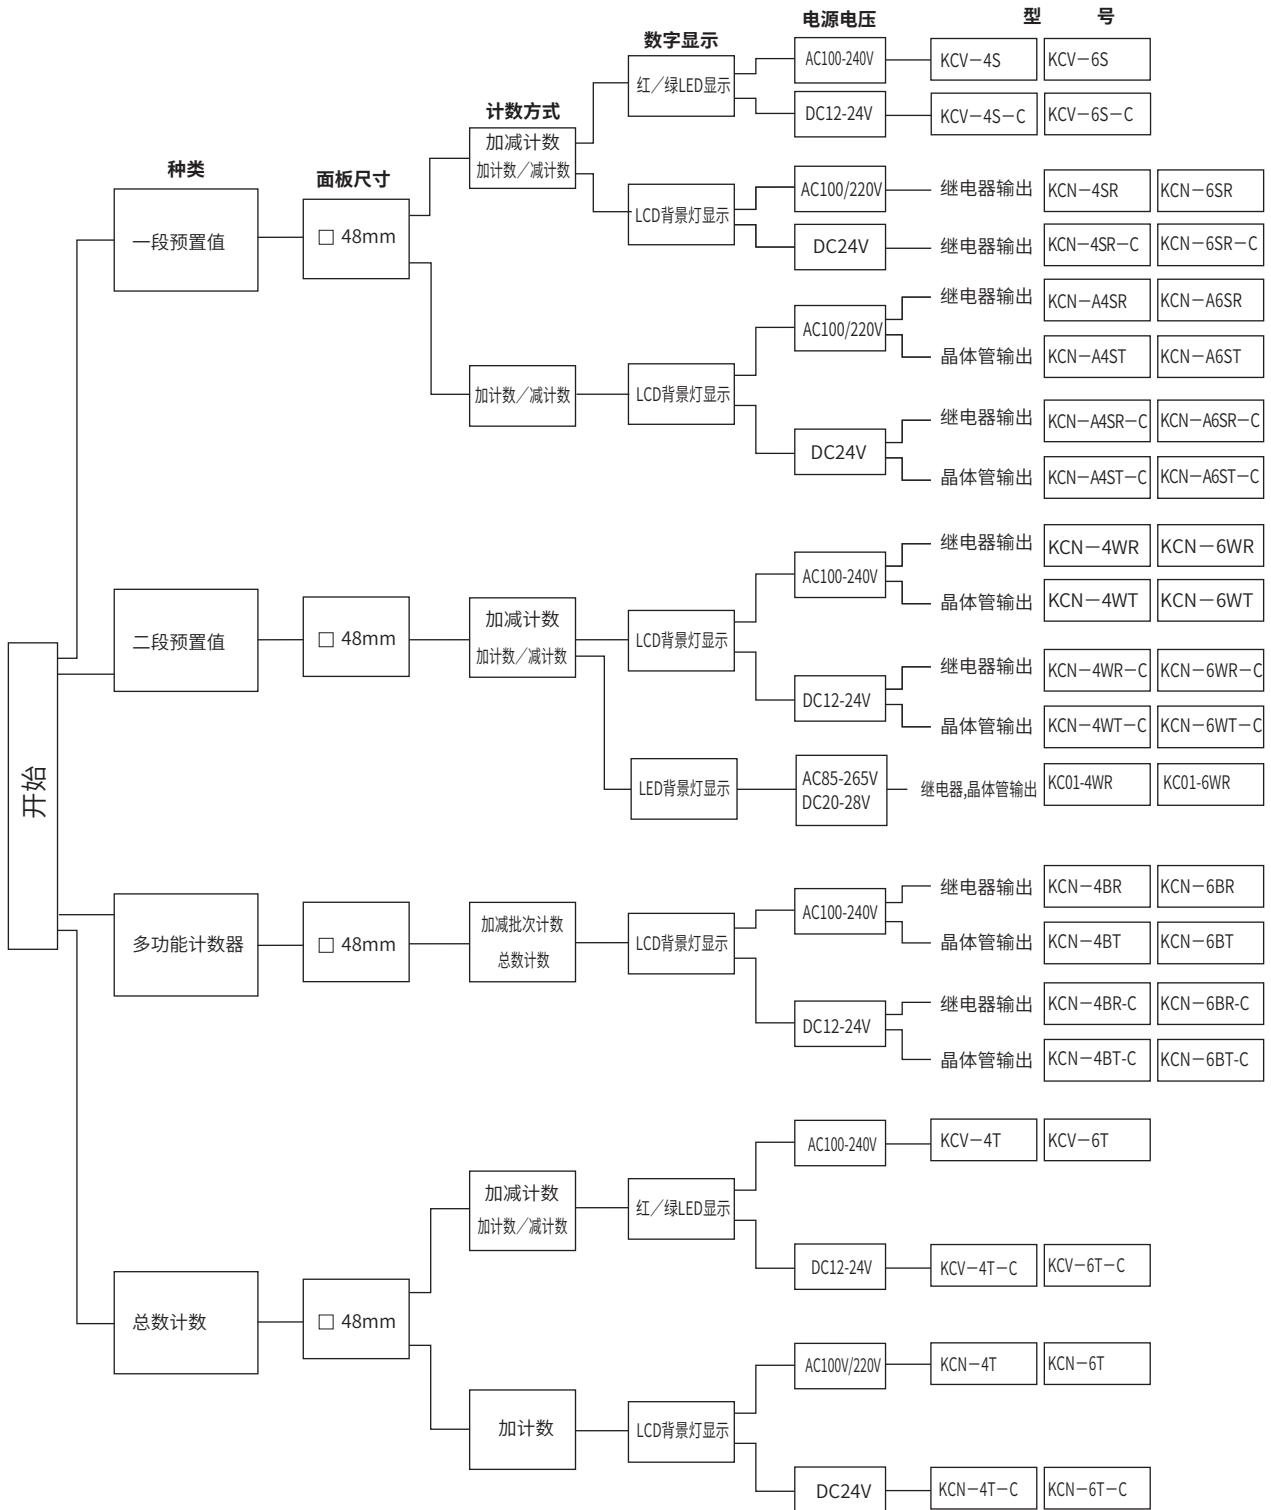 电源电压 型 号
数字显示
计数方式
种类
面板尺寸
开始
一段预置值
□ 48mm
加减计数
加计数／减计数
红／绿LED显示
AC100-240V
KCV－4S
KCV－6S
DC12-24V
KCV－4S－C
KCV－6S－C
LCD背景灯显示
AC100/220V
继电器输出
KCN－4SR
KCN－6SR
DC24V
继电器输出
KCN－4SR－C
KCN－6SR－C
加计数／减计数
LCD背景灯显示
AC100/220V
继电器输出
KCN－A4SR
KCN－A6SR
晶体管输出
KCN－A4ST
KCN－A6ST
DC24V
继电器输出
KCN－A4SR－C
KCN－A6SR－C
晶体管输出
KCN－A4ST－C
KCN－A6ST－C
二段预置值
□ 48mm
加减计数
加计数／减计数
LCD背景灯显示
AC100-240V
继电器输出
KCN－4WR
KCN－6WR
晶体管输出
KCN－4WT
KCN－6WT
DC12-24V
继电器输出
KCN－4WR－C
KCN－6WR－C
晶体管输出
KCN－4WT－C
KCN－6WT－C
LED背景灯显示
AC85-265V
DC20-28V
继电器,晶体管输出
KC01-4WR
KC01-6WR
多功能计数器
□ 48mm
加减批次计数
总数计数
LCD背景灯显示
AC100-240V
继电器输出
KCN－4BR
KCN－6BR
晶体管输出
KCN－4BT
KCN－6BT
DC12-24V
继电器输出
KCN－4BR-C
KCN－6BR-C
晶体管输出
KCN－4BT-C
KCN－6BT-C
总数计数
□ 48mm
加减计数
加计数／减计数
红／绿LED显示
AC100-240V
KCV－4T
KCV－6T
DC12-24V
KCV－4T－C
KCV－6T－C
加计数
LCD背景灯显示
AC100V/220V
KCN－4T
KCN－6T
DC24V
KCN－4T－C
KCN－6T－C